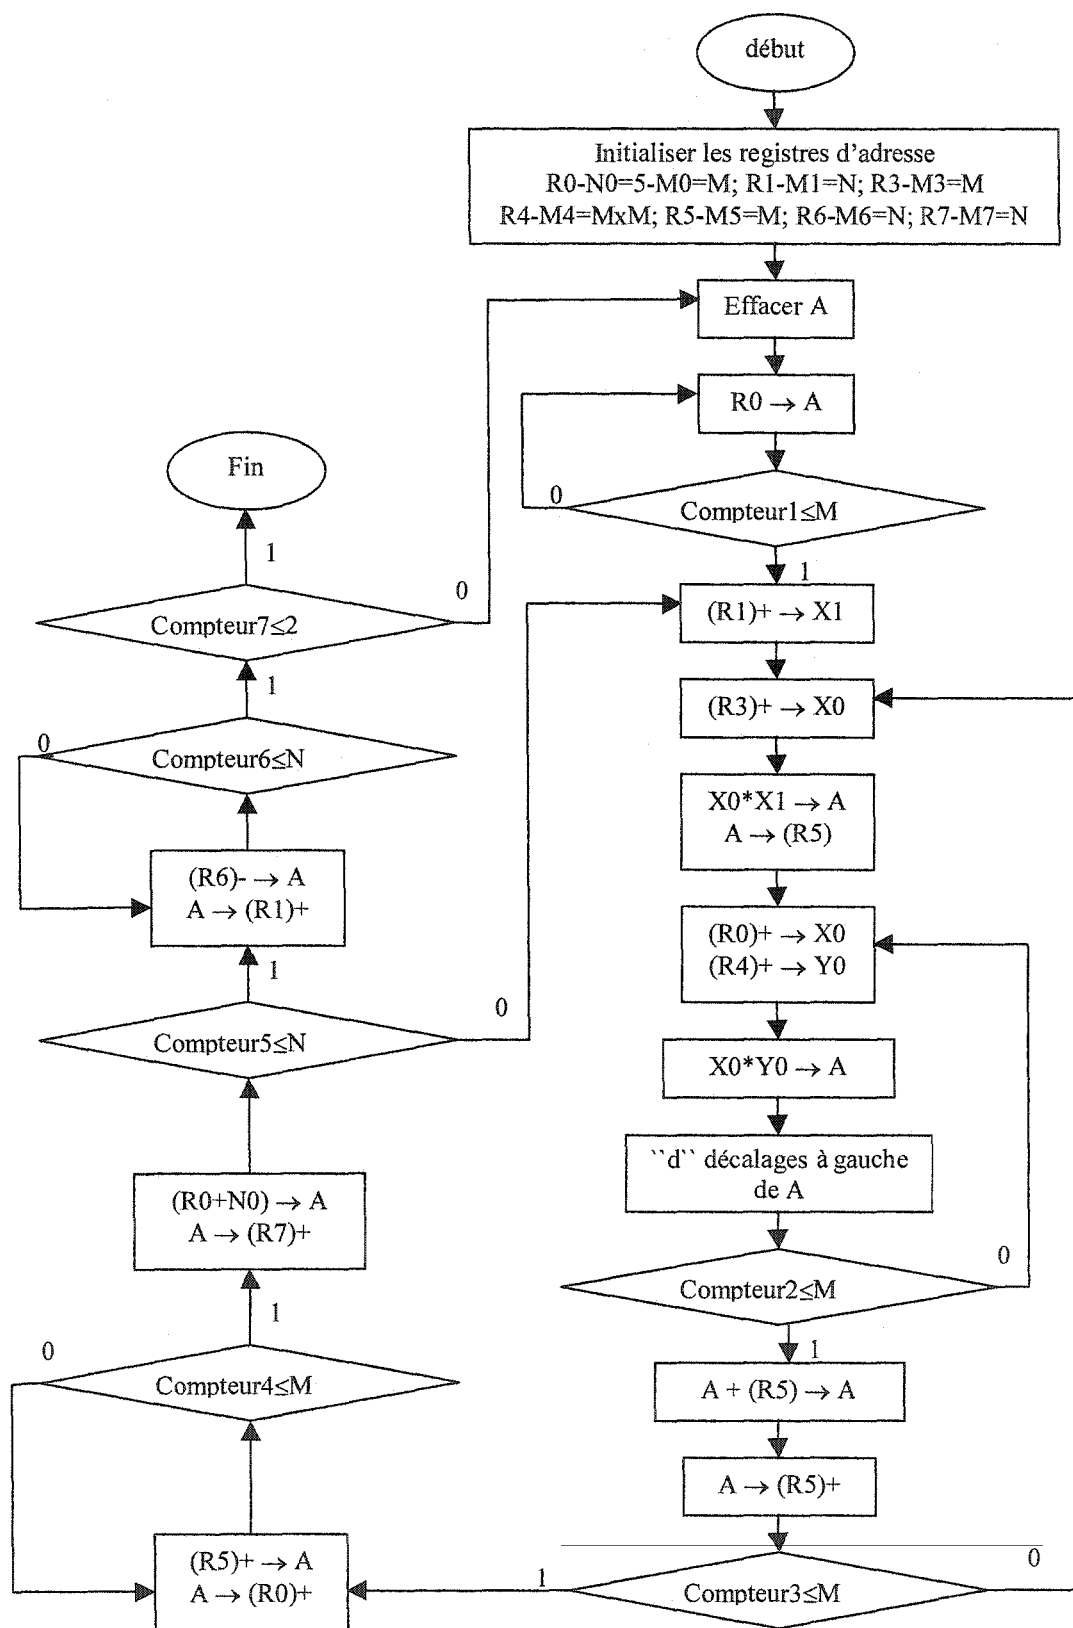 début
Initialiser les registres d'adresse
R0-N0=5-M0=M; R1-M1=N; R3-M3=M
R4-M4=MxM; R5-M5=M; R6-M6=N; R7-M7=N
Effacer A
R0 → A
0
Compteur1≤M
1
(R1)+ → X1
(R3)+ → X0
X0*X1 → A
A → (R5)
(R0)+ → X0
(R4)+ → Y0
X0*Y0 → A
``d`` décalages à gauche
de A
0
Compteur2≤M
1
A + (R5) → A
A → (R5)+
0
Compteur3≤M
1
(R5)+ → A
A → (R0)+
0
Compteur4≤M
1
(R0+N0) → A
A → (R7)+
0
Compteur5≤N
1
(R6)- → A
A → (R1)+
0
Compteur6≤N
1
0
Compteur7≤2
1
Fin